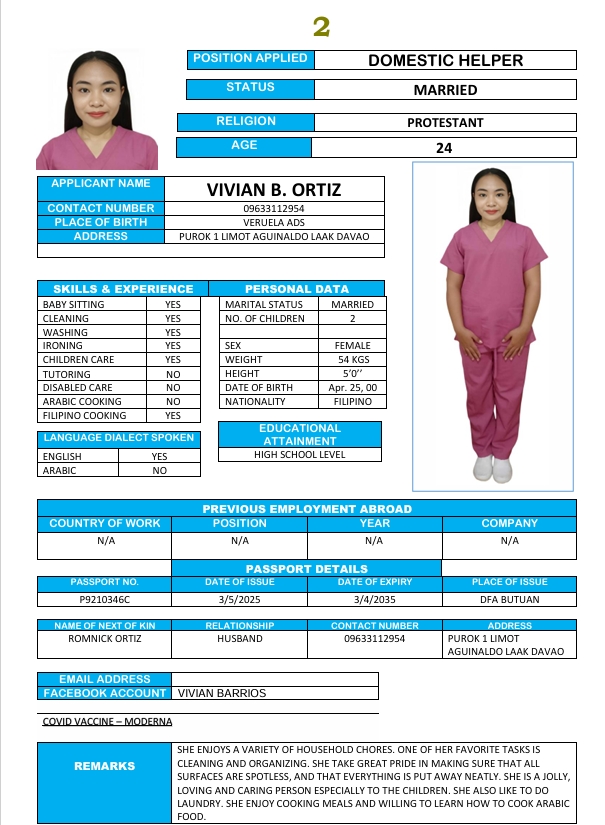 2
POSITION APPLIED DOMESTIC HELPER
STATUS MARRIED
RELIGION PROTESTANT
AGE 24
APPLICANT NAME VIVIAN B. ORTIZ
CONTACT NUMBER 09633112954
PLACE OF BIRTH VERUELA ADS
ADDRESS PUROK 1 LIMOT AGUINALDO LAAK DAVAO
SKILLS & EXPERIENCE
BABY SITTING YES
CLEANING YES
WASHING YES
IRONING YES
CHILDREN CARE YES
TUTORING NO
DISABLED CARE NO
ARABIC COOKING NO
FILIPINO COOKING YES
LANGUAGE DIALECT SPOKEN
ENGLISH YES
ARABIC NO
PERSONAL DATA
MARITAL STATUS MARRIED
NO. OF CHILDREN 2
SEX FEMALE
WEIGHT 54 KGS
HEIGHT 5’0’’
DATE OF BIRTH Apr. 25, 00
NATIONALITY FILIPINO
EDUCATIONAL
ATTAINMENT
HIGH SCHOOL LEVEL
PREVIOUS EMPLOYMENT ABROAD
COUNTRY OF WORK POSITION YEAR COMPANY
N/A N/A N/A N/A
PASSPORT DETAILS
PASSPORT NO. DATE OF ISSUE DATE OF EXPIRY PLACE OF ISSUE
P9210346C 3/5/2025 3/4/2035 DFA BUTUAN
NAME OF NEXT OF KIN RELATIONSHIP CONTACT NUMBER ADDRESS
ROMNICK ORTIZ HUSBAND 09633112954 PUROK 1 LIMOT
AGUINALDO LAAK DAVAO
EMAIL ADDRESS
FACEBOOK ACCOUNT VIVIAN BARRIOS
COVID VACCINE – MODERNA
REMARKS
SHE ENJOYS A VARIETY OF HOUSEHOLD CHORES. ONE OF HER FAVORITE TASKS IS
CLEANING AND ORGANIZING. SHE TAKE GREAT PRIDE IN MAKING SURE THAT ALL
SURFACES ARE SPOTLESS, AND THAT EVERYTHING IS PUT AWAY NEATLY. SHE IS A JOLLY,
LOVING AND CARING PERSON ESPECIALLY TO THE CHILDREN. SHE ALSO LIKE TO DO
LAUNDRY. SHE ENJOY COOKING MEALS AND WILLING TO LEARN HOW TO COOK ARABIC
FOOD.